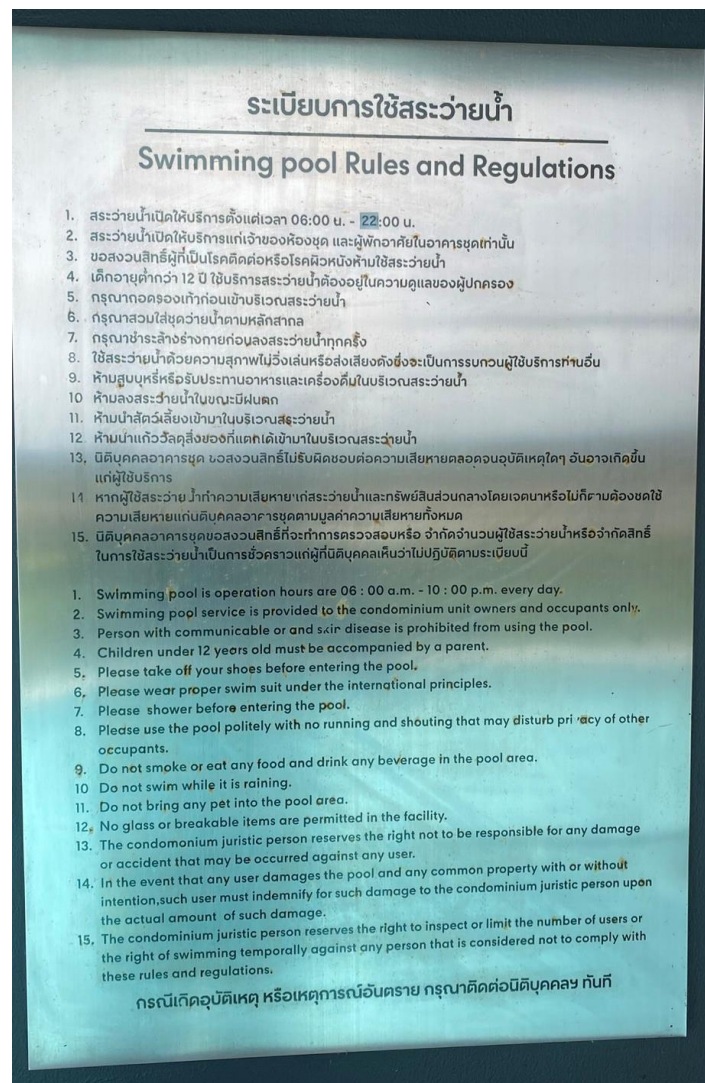 ระเบียบการใช้สระว่ายน้ำ
Swimming pool Rules and Regulations
1. สระว่ายน้ำเปิดให้บริการตั้งแต่เวลา 06:00 น. - 22:00 น.
2. สระว่ายน้ำเปิดให้บริการแก่เจ้าของห้องชุด และผู้พักอาศัยในอาคารชุดเท่านั้น
3. ขอสงวนสิทธิ์ผู้ที่เป็นโรคติดต่อหรือโรคผิวหนังห้ามใช้สระว่ายน้ำ
4. เด็กอายุต่ำกว่า 12 ปี ใช้บริการสระว่ายน้ำต้องอยู่ในความดูแลของผู้ปกครอง
5. กรุณาถอดรองเท้าก่อนเข้าบริเวณสระว่ายน้ำ
6. กรุณาสวมใส่ชุดว่ายน้ำตามหลักสากล
7. กรุณาชำระล้างร่างกายก่อนลงสระว่ายน้ำทุกครั้ง
8. ใช้สระว่ายน้ำด้วยความสุภาพไม่วิ่งเล่นหรือส่งเสียงดังซึ่งจะเป็นการรบกวนผู้ใช้บริการท่านอื่น
9. ห้ามสูบบุหรี่หรือรับประทานอาหารและเครื่องดื่มในบริเวณสระว่ายน้ำ
10 ห้ามลงสระว่ายน้ำในขณะมีฝนตก
11. ห้ามนำสัตว์เลี้ยงเข้ามาในบริเวณสระว่ายน้ำ
12 ห้ามนำแก้ววัสดุสิ่งของที่แตกได้เข้ามาในบริเวณสระว่ายน้ำ
13. นิติบุคคลอาคารชุด ขอสงวนสิทธิ์ไม่รับผิดชอบต่อความเสียหายตลอดจนอุบัติเหตุใดๆ อันอาจเกิดขึ้น
แก่ผู้ใช้บริการ
14 หากผู้ใช้สระว่ายน้ำทำความเสียหายแก่สระว่ายน้ำและทรัพย์สินส่วนกลางโดยเจตนาหรือไม่ก็ตามต้องชดใช้
ความเสียหายแก่นิติบุคคลอาคารชุดตามมูลค่าความเสียหายทั้งหมด
15. นิติบุคคลอาคารชุดขอสงวนสิทธิ์ที่จะทำการตรวจสอบหรือ จำกัดจำนวนผู้ใช้สระว่ายน้ำหรือจำกัดสิทธิ์
ในการใช้สระว่ายน้ำเป็นการชั่วคราวแก่ผู้ที่นิติบุคคลเห็นว่าไม่ปฏิบัติตามระเบียบนี้
1. Swimming pool is operation hours are 06 : 00 a.m. - 10 : 00 p.m. every day.
2. Swimming pool service is provided to the condominium unit owners and occupants only.
3. Person with communicable or and skin disease is prohibited from using the pool.
4. Children under 12 years old must be accompanied by a parent.
5. Please take off your shoes before entering the pool.
6. Please wear proper swim suit under the international principles.
7. Please shower before entering the pool.
8. Please use the pool politely with no running and shouting that may disturb privacy of other
occupants.
9. Do not smoke or eat any food and drink any beverage in the pool area.
10 Do not swim while it is raining.
11. Do not bring any pet into the pool area.
12. No glass or breakable items are permitted in the facility.
13. The condomonium juristic person reserves the right not to be responsible for any damage
or accident that may be occurred against any user.
14. In the event that any user damages the pool and any common property with or without
intention,such user must indemnify for such damage to the condominium juristic person upon
the actual amount of such damage.
15. The condominium juristic person reserves the right to inspect or limit the number of users or
the right of swimming temporally against any person that is considered not to comply with
these rules and regulations.
กรณีเกิดอุบัติเหตุ หรือเหตุการณ์อันตราย กรุณาติดต่อนิติบุคคลฯ ทันที